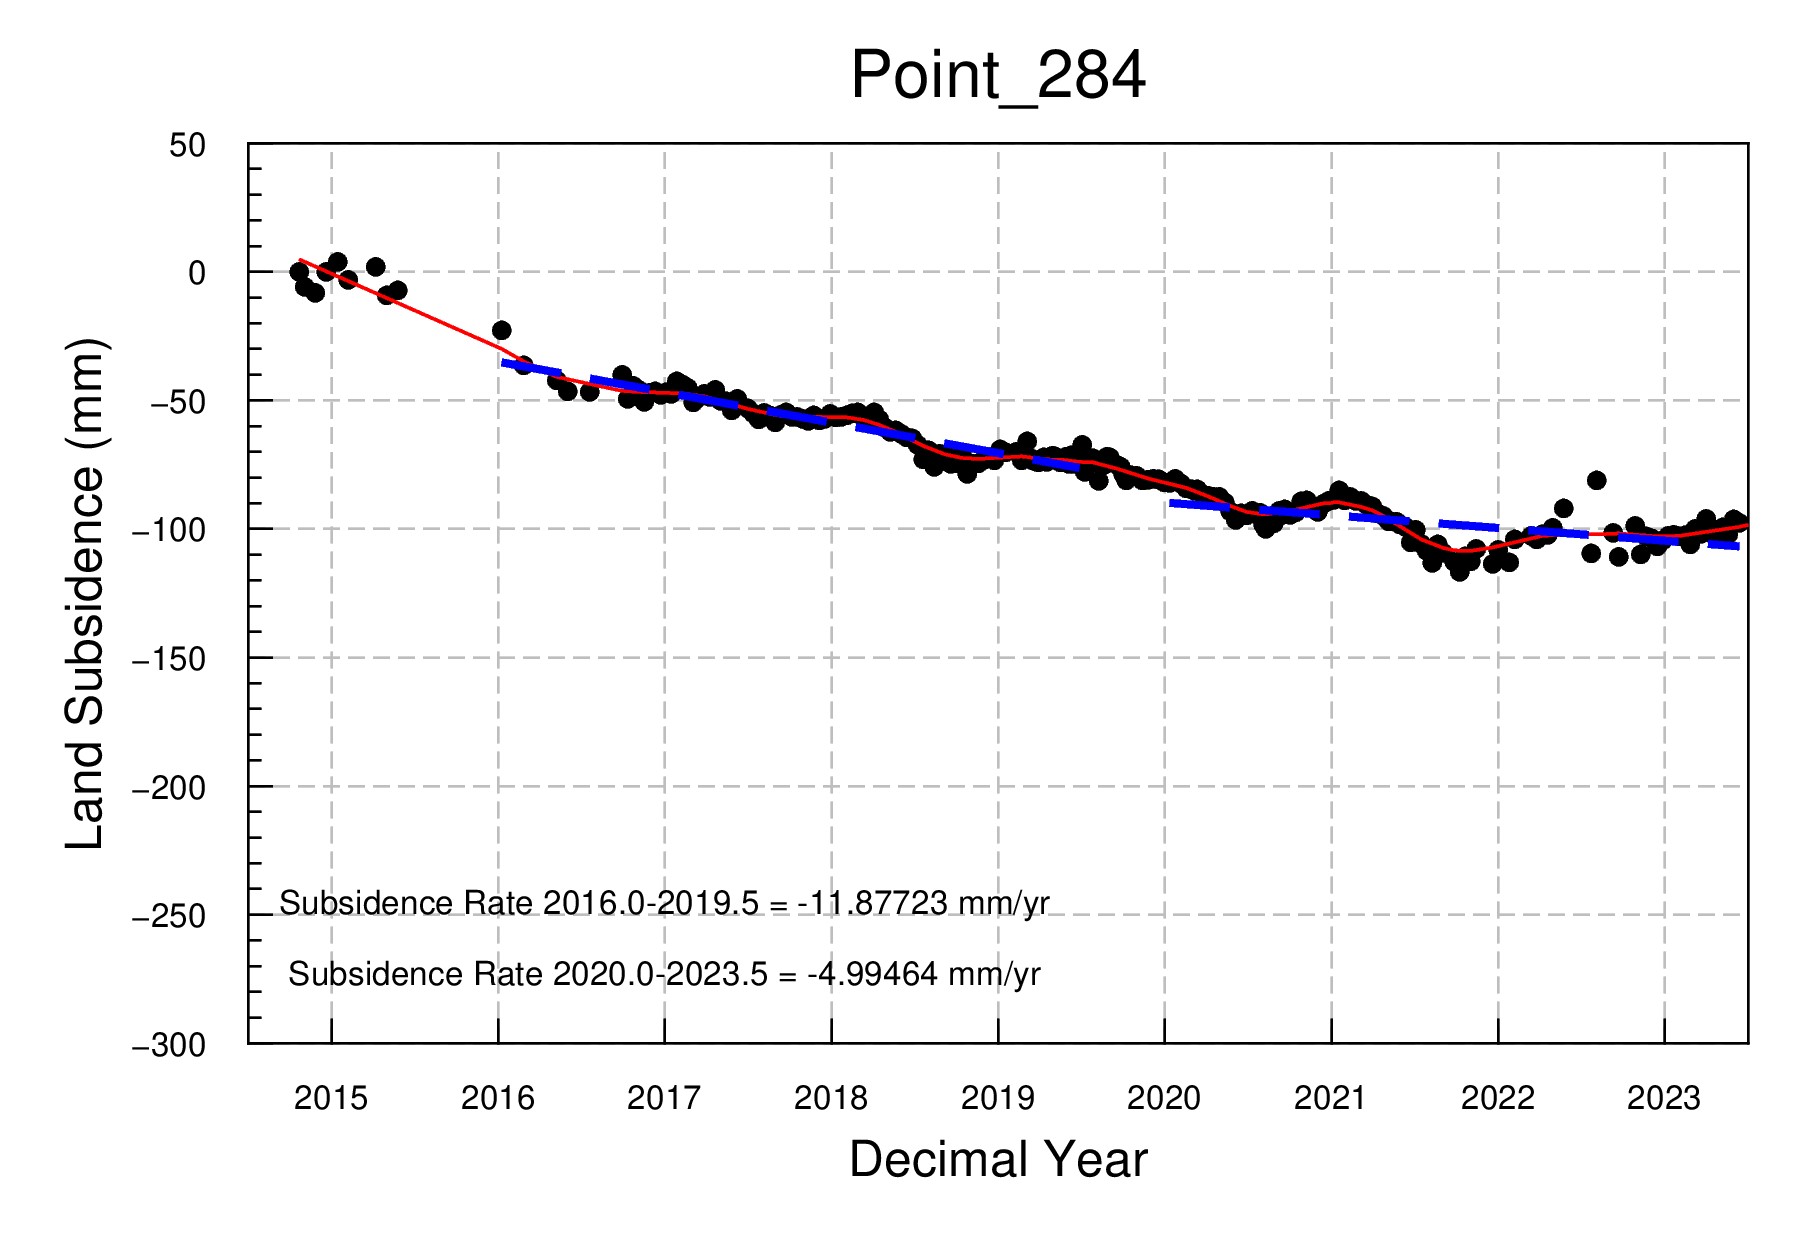 Point_284
50
0
−50
−100
−150
−200
−250
−300
Land Subsidence (mm)
Subsidence Rate 2016.0-2019.5 = -11.87723 mm/yr
Subsidence Rate 2020.0-2023.5 = -4.99464 mm/yr
2015 2016 2017 2018 2019 2020 2021 2022 2023
Decimal Year